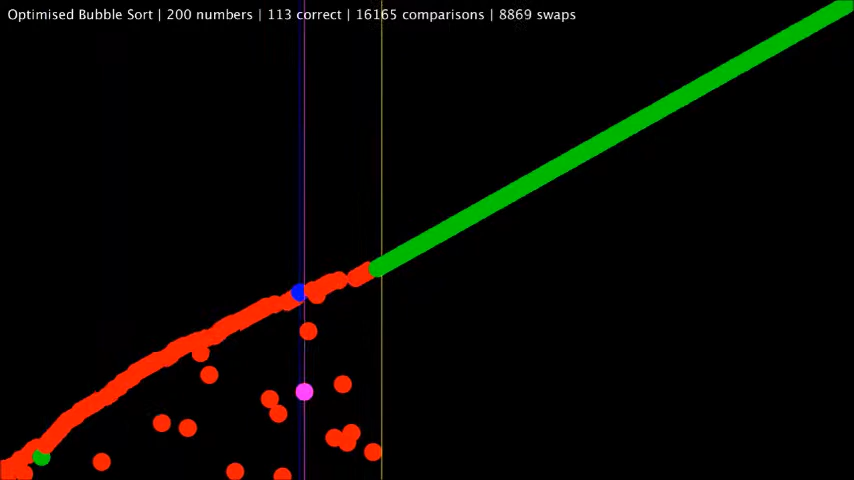 Optimised Bubble Sort | 200 numbers | 113 correct | 16165 comparisons | 8869 swaps